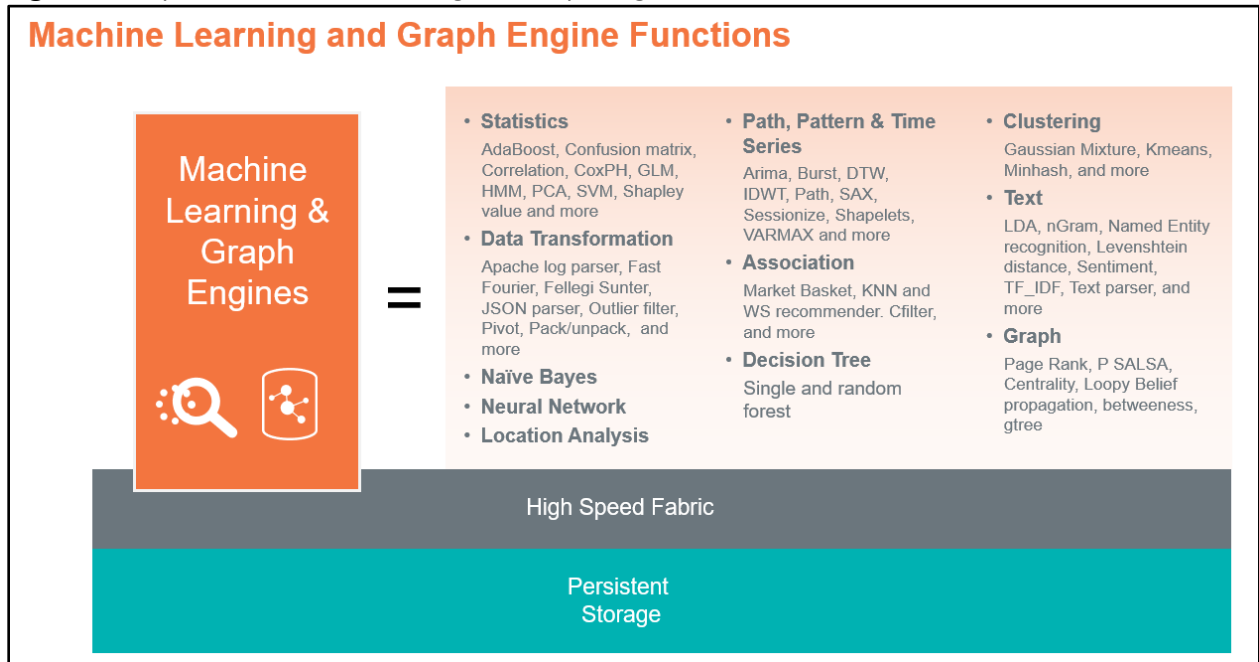 Machine Learning and Graph Engine Functions
Machine
Learning &
Graph
Engines
=
• Statistics
AdaBoost, Confusion matrix,
Correlation, CoxPH, GLM,
HMM, PCA, SVM, Shapley
value and more
• Data Transformation
Apache log parser, Fast
Fourier, Fellegi Sunter,
JSON parser, Outlier filter,
Pivot, Pack/unpack, and
more
• Naïve Bayes
• Neural Network
• Location Analysis
• Path, Pattern & Time
Series
Arima, Burst, DTW,
IDWT, Path, SAX,
Sessionize, Shapelets,
VARMAX and more
• Association
Market Basket, KNN and
WS recommender. Cfilter,
and more
• Decision Tree
Single and random
forest
• Clustering
Gaussian Mixture, Kmeans,
Minhash, and more
• Text
LDA, nGram, Named Entity
recognition, Levenshtein
distance, Sentiment,
TF_IDF, Text parser, and
more
• Graph
Page Rank, P SALSA,
Centrality, Loopy Belief
propagation, betweeness,
gtree
High Speed Fabric
Persistent
Storage